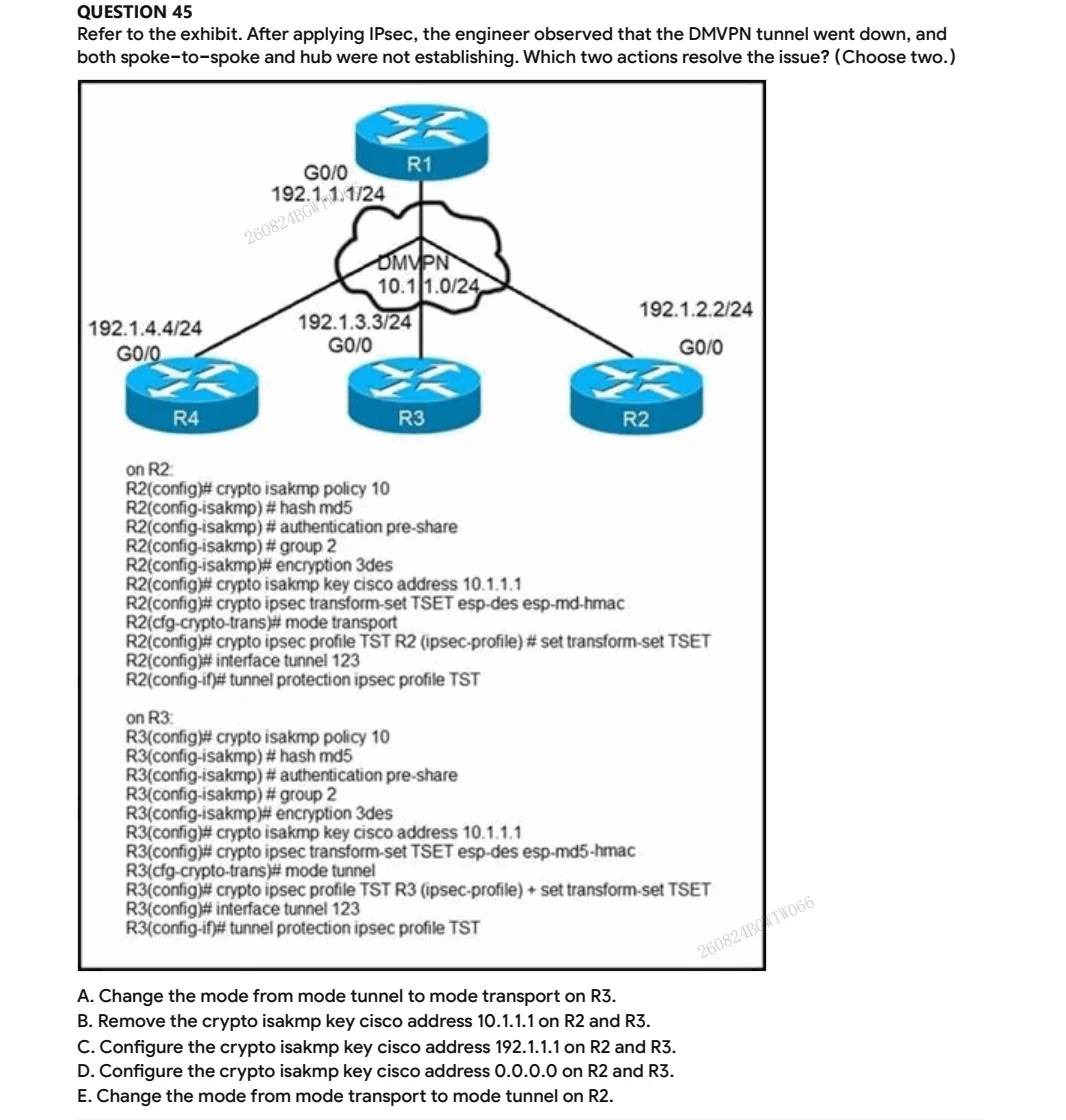 QUESTION 45
Refer to the exhibit. After applying IPsec, the engineer observed that the DMVPN tunnel went down, and
both spoke-to-spoke and hub were not establishing. Which two actions resolve the issue? (Choose two.)
R1
G0/0
192.1.1.1/24
DMVPN
10.1.1.0/24
192.1.4.4/24
G0/0
192.1.3.3/24
G0/0
192.1.2.2/24
G0/0
R4
R3
R2
on R2:
R2(config)# crypto isakmp policy 10
R2(config-isakmp) # hash md5
R2(config-isakmp) # authentication pre-share
R2(config-isakmp) # group 2
R2(config-isakmp)# encryption 3des
R2(config)# crypto isakmp key cisco address 10.1.1.1
R2(config)# crypto ipsec transform-set TSET esp-des esp-md-hmac
R2(cfg-crypto-trans)# mode transport
R2(config)# crypto ipsec profile TST R2 (ipsec-profile) # set transform-set TSET
R2(config)# interface tunnel 123
R2(config-if)# tunnel protection ipsec profile TST
on R3:
R3(config)# crypto isakmp policy 10
R3(config-isakmp) # hash md5
R3(config-isakmp) # authentication pre-share
R3(config-isakmp) # group 2
R3(config-isakmp)# encryption 3des
R3(config)# crypto isakmp key cisco address 10.1.1.1
R3(config)# crypto ipsec transform-set TSET esp-des esp-md5-hmac
R3(cfg-crypto-trans)# mode tunnel
R3(config)# crypto ipsec profile TST R3 (ipsec-profile) + set transform-set TSET
R3(config)# interface tunnel 123
R3(config-if)# tunnel protection ipsec profile TST
A. Change the mode from mode tunnel to mode transport on R3.
B. Remove the crypto isakmp key cisco address 10.1.1.1 on R2 and R3.
C. Configure the crypto isakmp key cisco address 192.1.1.1 on R2 and R3.
D. Configure the crypto isakmp key cisco address 0.0.0.0 on R2 and R3.
E. Change the mode from mode transport to mode tunnel on R2.